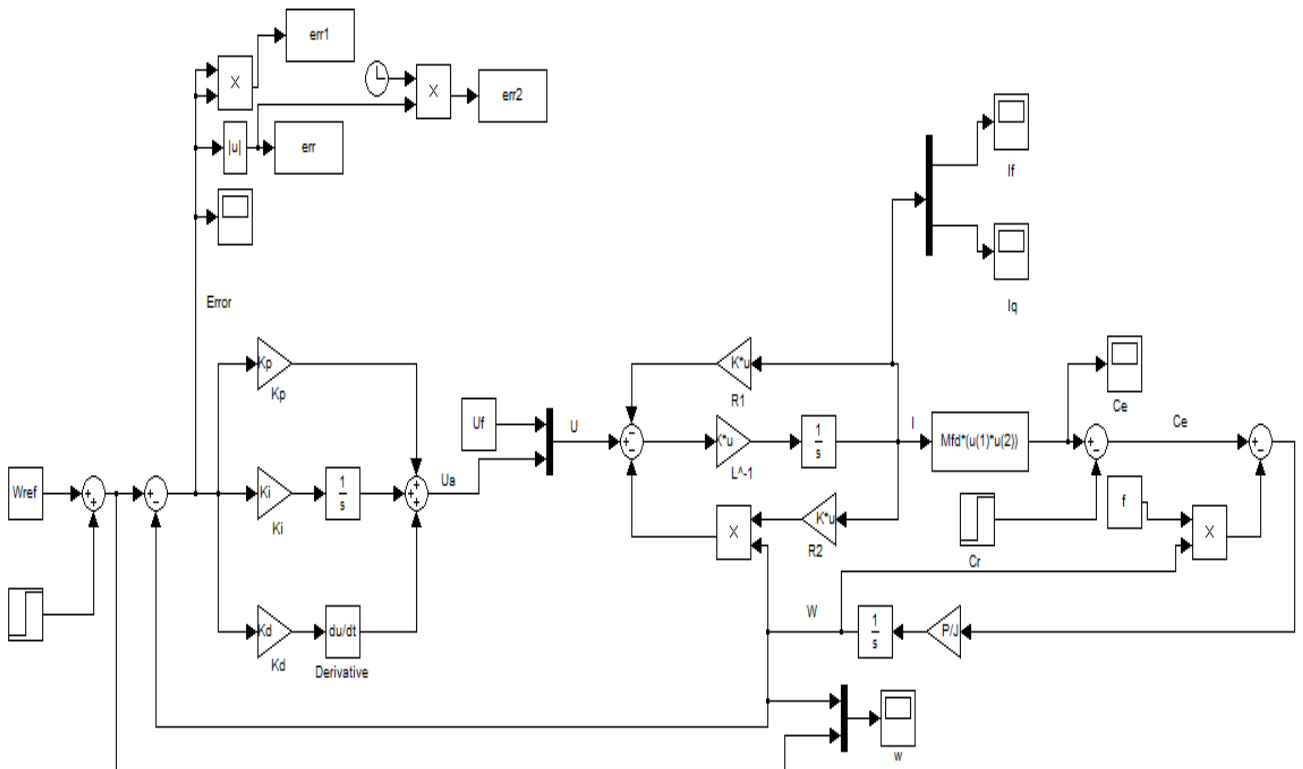 err1
X
X
err2
|u|
err
If
Iq
Error
Kp
Kp
K*u
R1
Ce
Uf
U
K*u
L^-1
1
s
I
Mfd*(u(1)*u(2))
Ce
Wref
Ki
Ki
1
s
Ua
X
K*u
R2
Cr
f
X
W
Kd
Kd
du/dt
Derivative
1
s
P/J
w